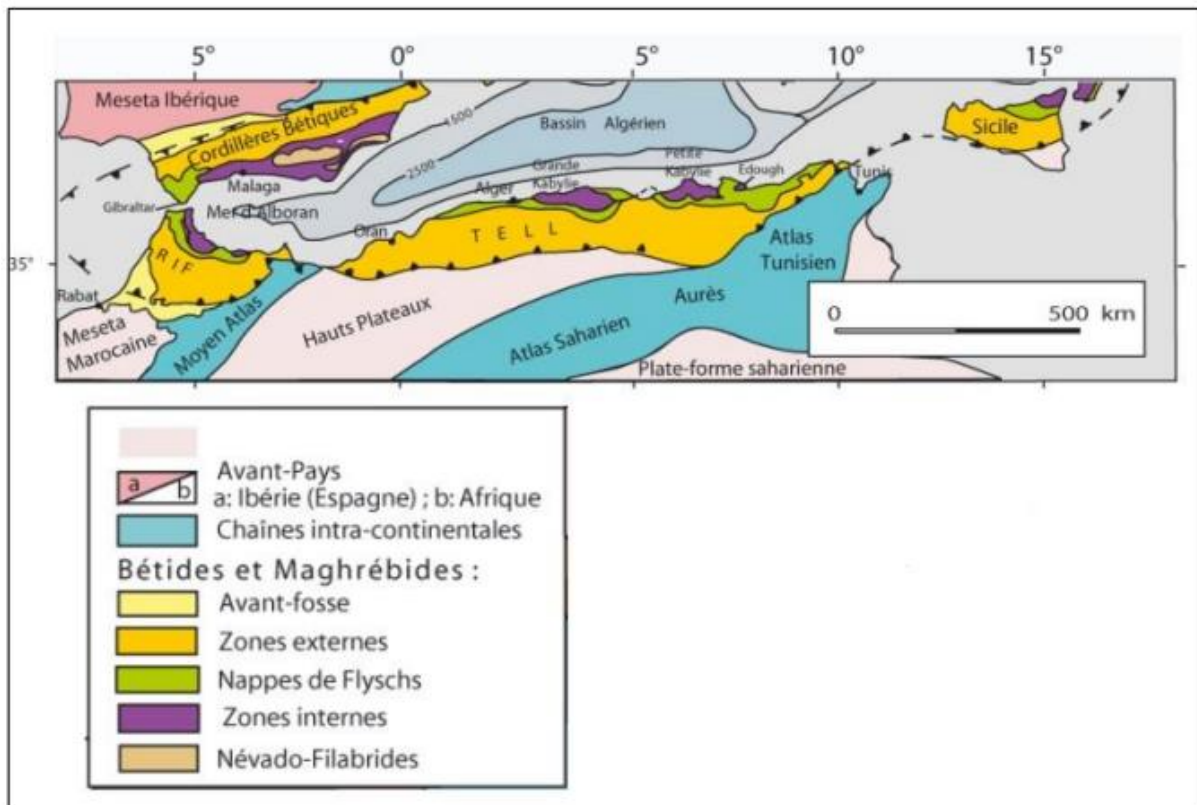 5° 0° 5° 10° 15°
Meseta Ibérique
Cordillères Bétiques
1500
Bassin Algérien
Sicile
2500
Malaga
Grande
Kabylie
Petite
Kabylie
Edough
Tunis
Alger
Gibraltar
Mer d'Alboran
Oran
TELL
Atlas
Tunisien
35°
RIF
Rabat
Aurès
0 500 km
Meseta
Marocaine
Moyen Atlas
Hauts Plateaux
Atlas Saharien
Plate-forme saharienne
Avant-Pays
a b
a: Ibérie (Espagne) ; b: Afrique
Chaînes intra-continentales
Bétides et Maghrébides :
Avant-fosse
Zones externes
Nappes de Flyschs
Zones internes
Névado-Filabrides